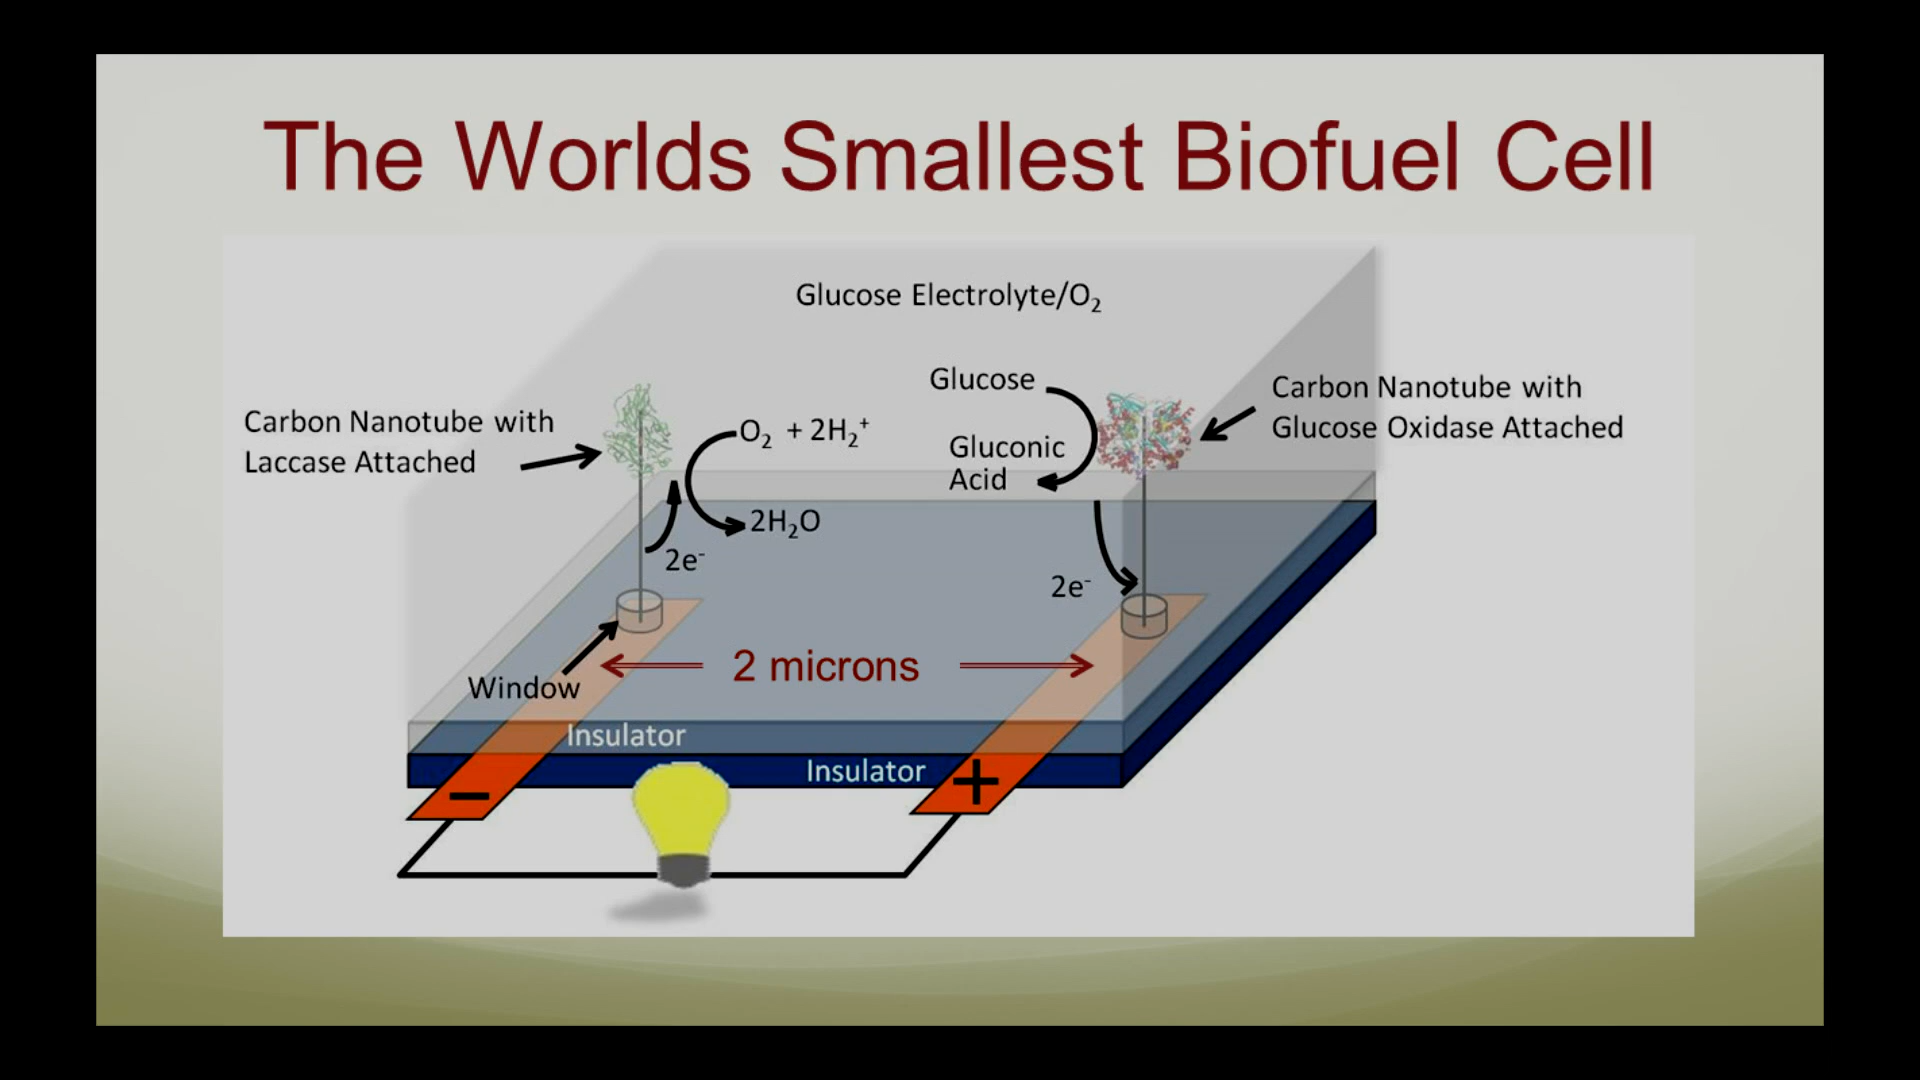 The Worlds Smallest Biofuel Cell
Glucose Electrolyte/O₂
Carbon Nanotube with
Laccase Attached
O₂ + 2H₂⁺
2H₂O
2e⁻
Glucose
Gluconic
Acid
2e⁻
Carbon Nanotube with
Glucose Oxidase Attached
Window
2 microns
Insulator
Insulator
−
+